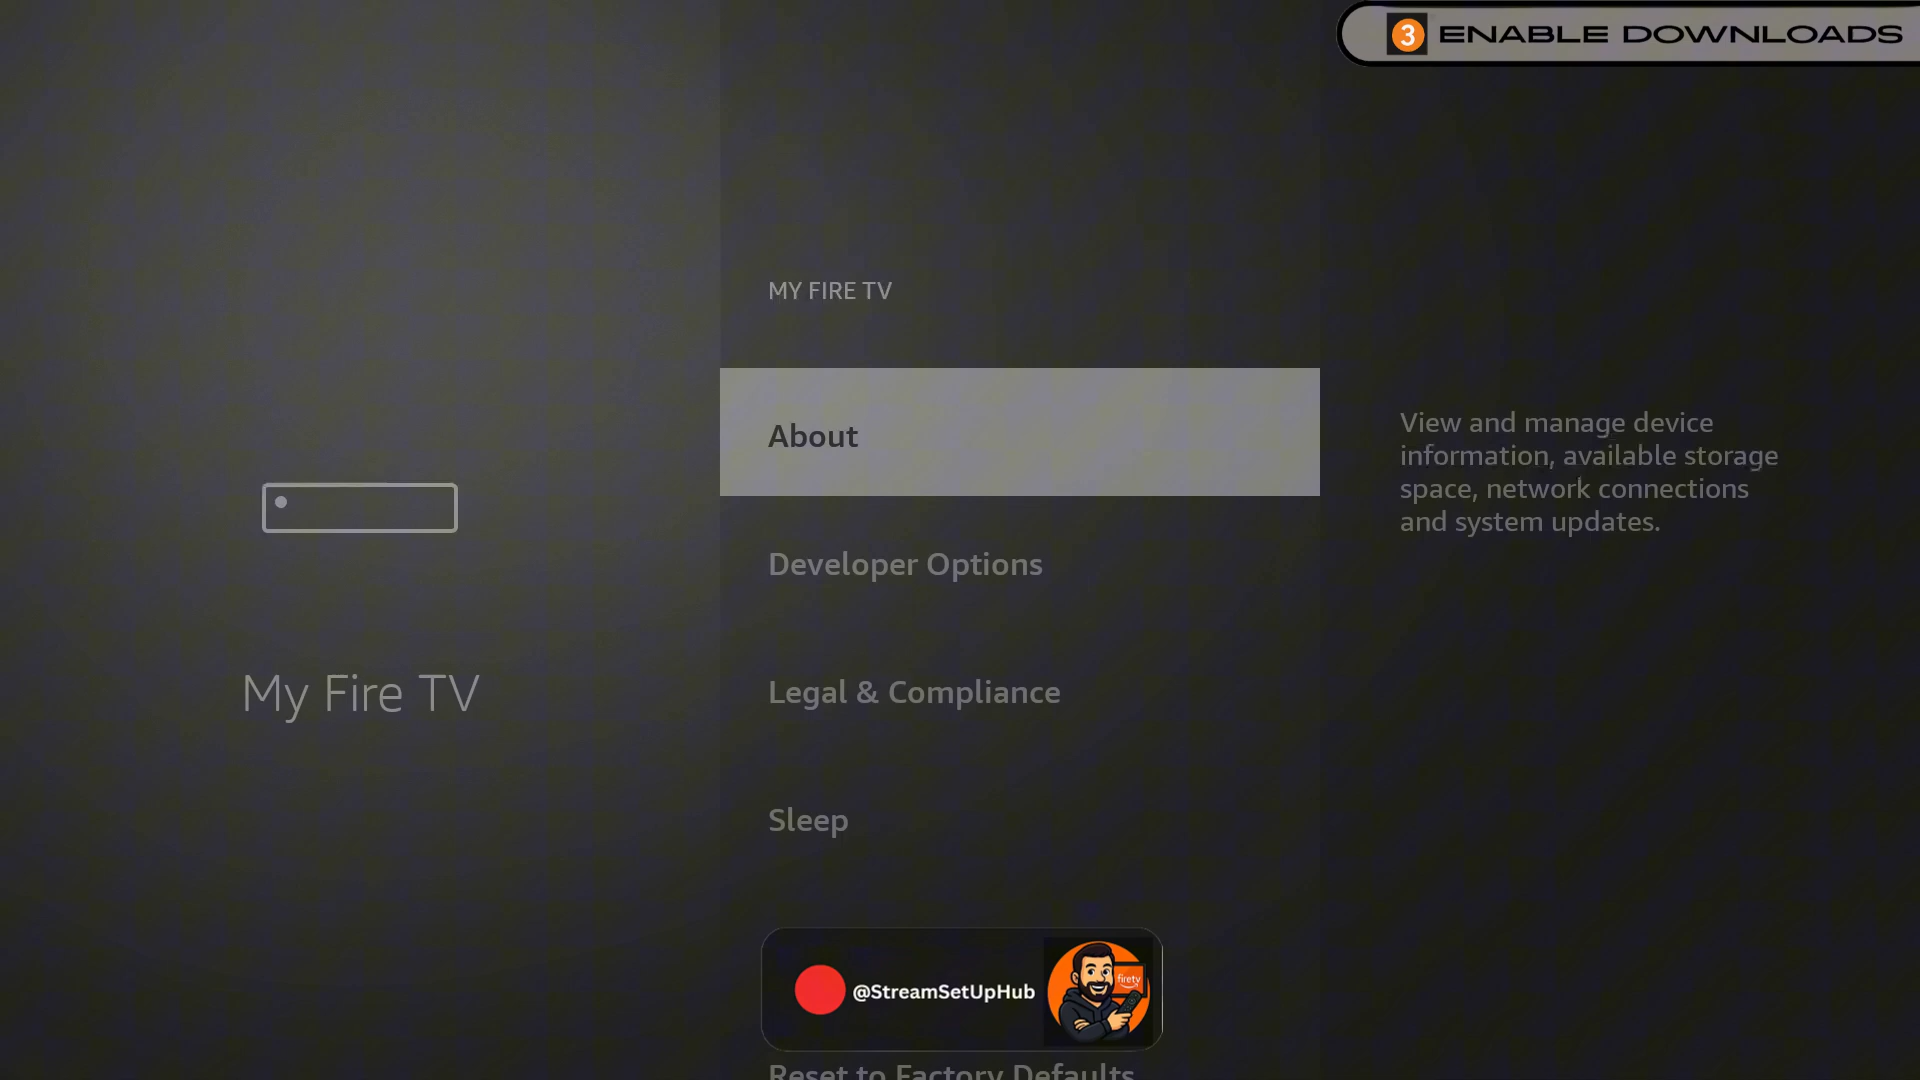 3 ENABLE DOWNLOADS
MY FIRE TV
About
View and manage device
information, available storage
space, network connections
and system updates.
Developer Options
Legal & Compliance
My Fire TV
Sleep
@StreamSetUpHub
firetv
Reset to Factory Defaults